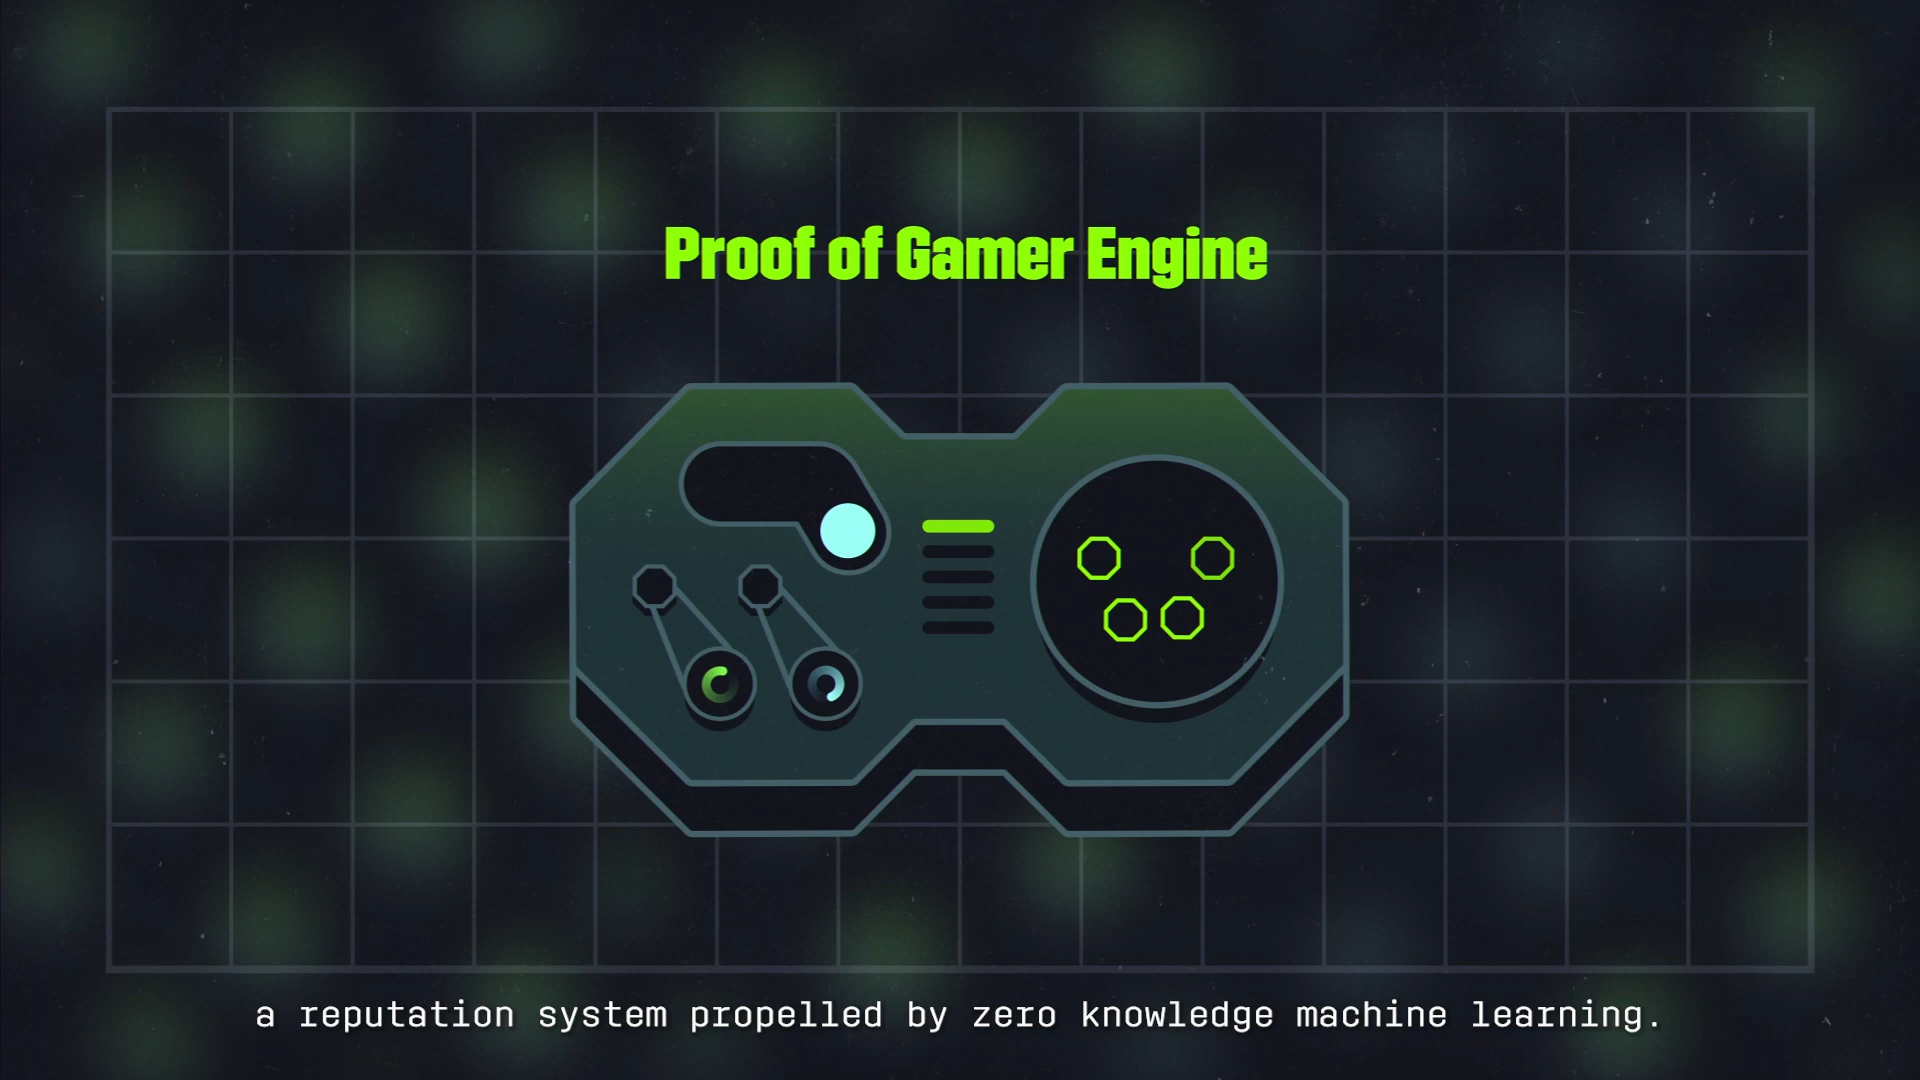 Proof of Gamer Engine
a reputation system propelled by zero knowledge machine learning.